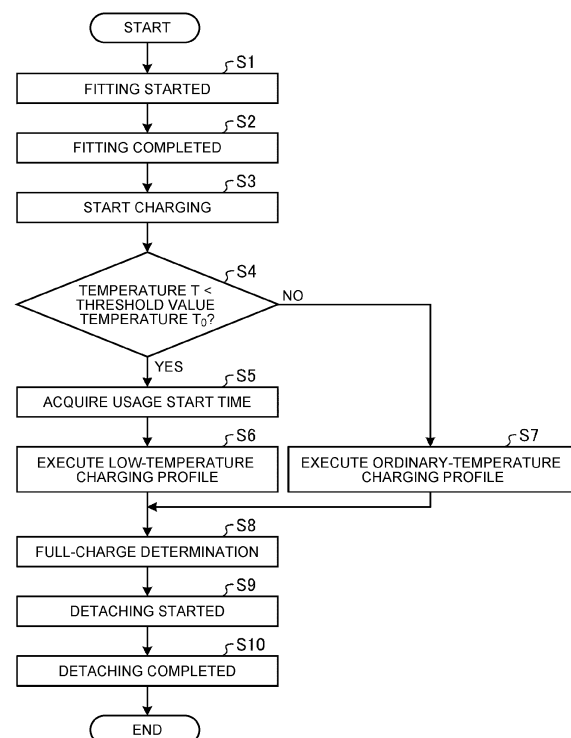 START
S1
FITTING STARTED
S2
FITTING COMPLETED
S3
START CHARGING
S4
TEMPERATURE T <
THRESHOLD VALUE
TEMPERATURE T₀?
NO
YES
S5
ACQUIRE USAGE START TIME
S6
EXECUTE LOW-TEMPERATURE
CHARGING PROFILE
S7
EXECUTE ORDINARY-TEMPERATURE
CHARGING PROFILE
S8
FULL-CHARGE DETERMINATION
S9
DETACHING STARTED
S10
DETACHING COMPLETED
END